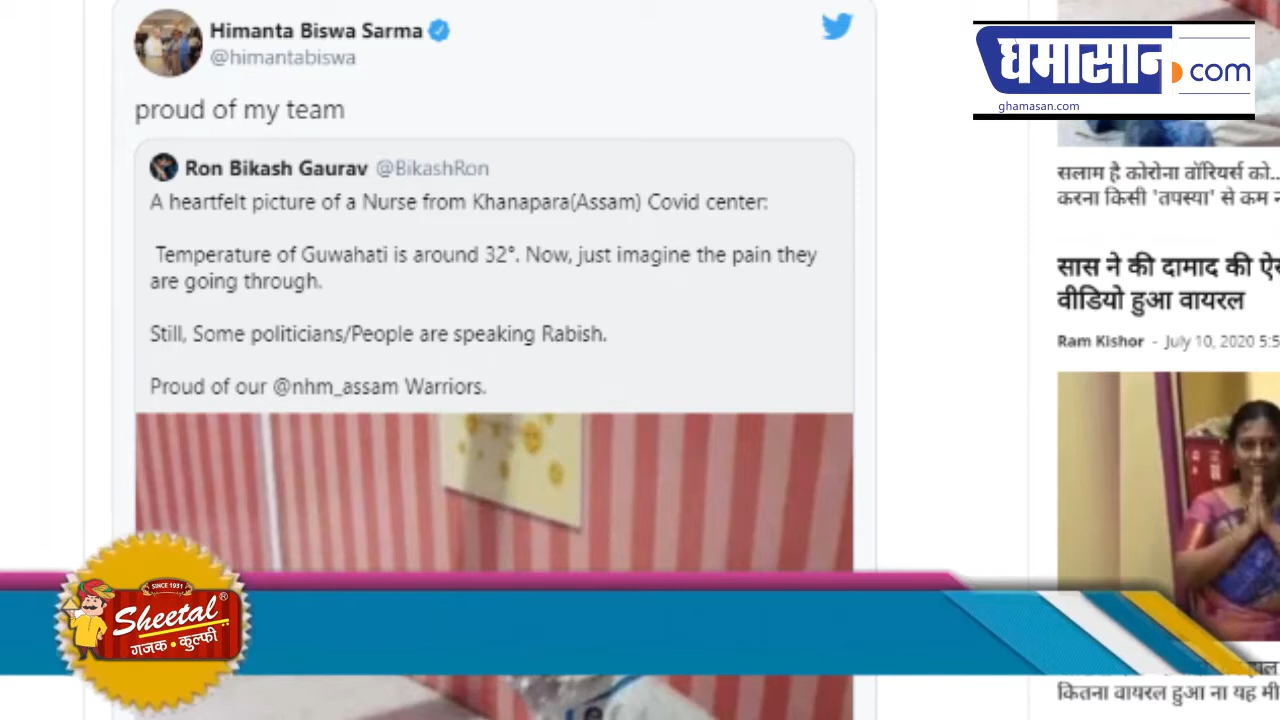 Himanta Biswa Sarma
@himantabiswa
proud of my team
Ron Bikash Gaurav @BikashRon
A heartfelt picture of a Nurse from Khanapara(Assam) Covid center:
Temperature of Guwahati is around 32°. Now, just imagine the pain they
are going through.
Still, Some politicians/People are speaking Rabish.
Proud of our @nhm_assam Warriors.
घमासान.com
ghamasan.com
सलाम है कोरोना वॉरियर्स को..
करना किसी 'तपस्या' से कम
सास ने की दामाद की
वीडियो हुआ वायरल
Ram Kishor - July 10, 2020 5:5
कितना वायरल हुआ ना यह मी
SINCE 1931
Sheetal®
गजक • कुल्फी